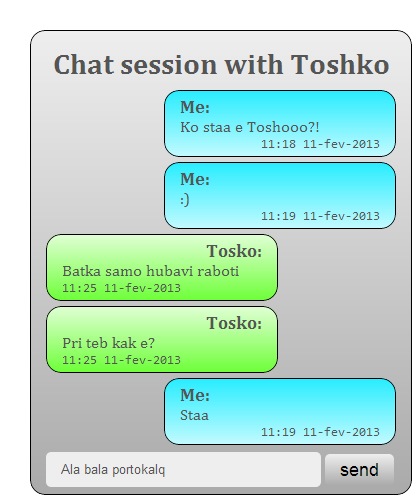 Chat session with Toshko
Me:
Ko staa e Toshooo?!
11:18 11-fev-2013
Me:
:)
11:19 11-fev-2013
Tosko:
Batka samo hubavi raboti
11:25 11-fev-2013
Tosko:
Pri teb kak e?
11:25 11-fev-2013
Me:
Staa
11:19 11-fev-2013
Ala bala portokalq
send